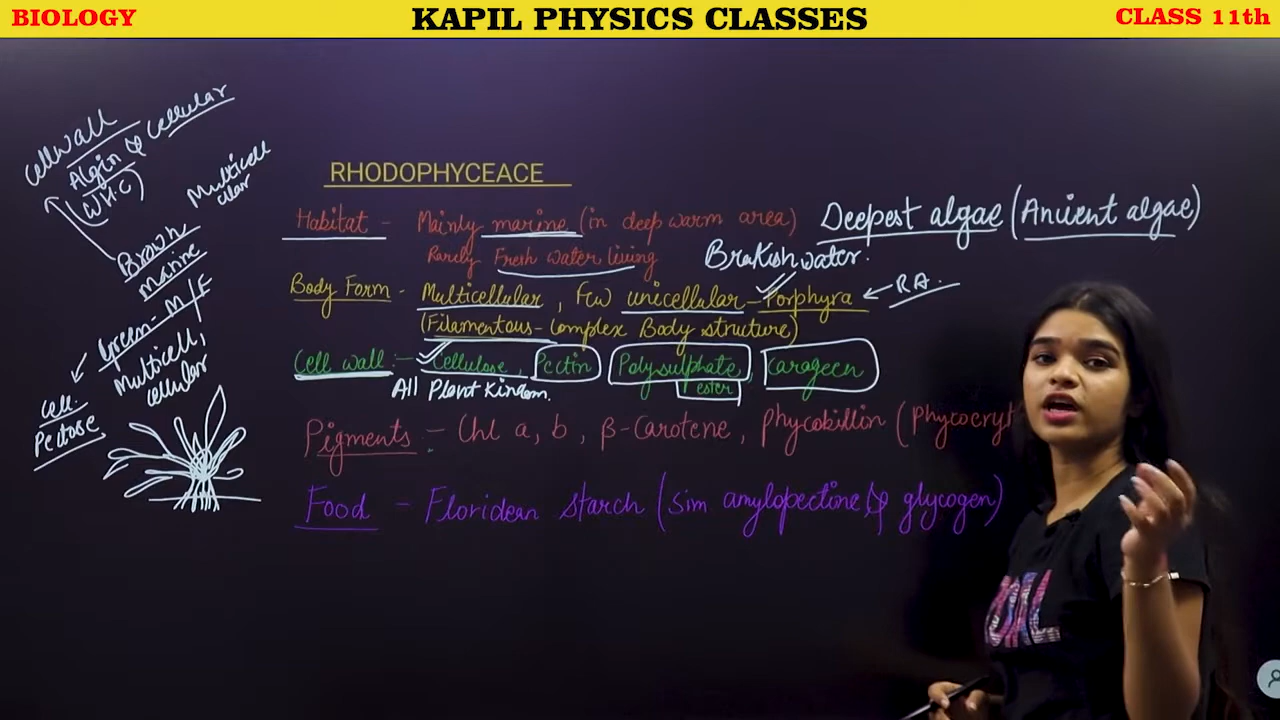 BIOLOGY
KAPIL PHYSICS CLASSES
CLASS 11th
Cellwall
Algin & Cellular
(W.H.C)
Multicell
ular
Brown
marine
Green - M/F
Multicell,
cellular
Cell.
Pectose
RHODOPHYCEACE
Habitat - Mainly marine (in deep warm area) Deepest algae (Ancient algae)
Rarely Fresh water living Brakish water.
Body Form - Multicellular, Few unicellular - Porphyra ← R.A.
(Filamentous - Complex Body struture)
Cell wall :- Cellulose, Pectin Polysulphate, Karageen
ester
All Plant Kindom.
Pigments :- Chl a, b, β-Carotene, Phycobillin (phycoeryt
Food - Floridean starch (Sim amylopectine & glycogen)